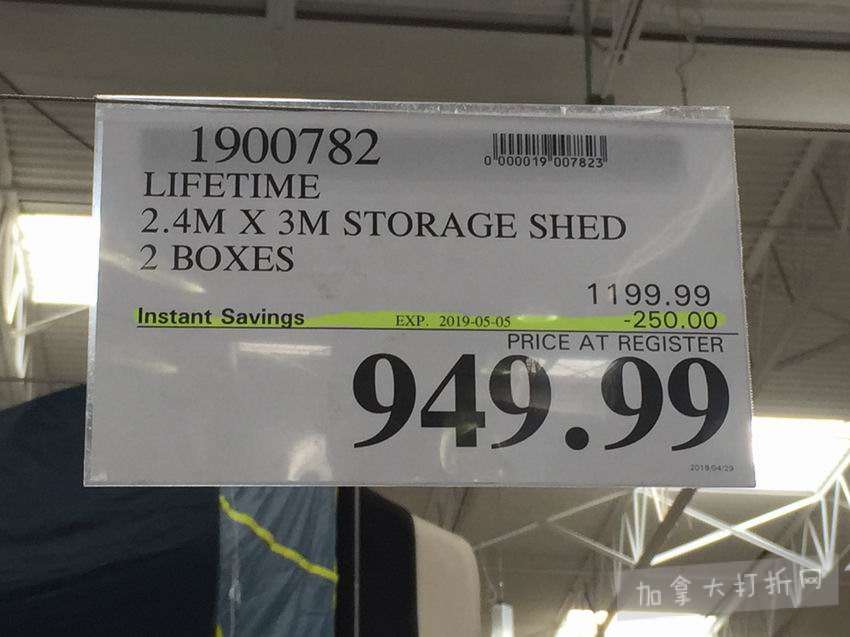 1900782
0 000019 007823
LIFETIME
2.4M X 3M STORAGE SHED
2 BOXES
1199.99
Instant Savings EXP. 2019-05-05 -250.00
PRICE AT REGISTER
949.99
2019/04/29
加拿大打折网